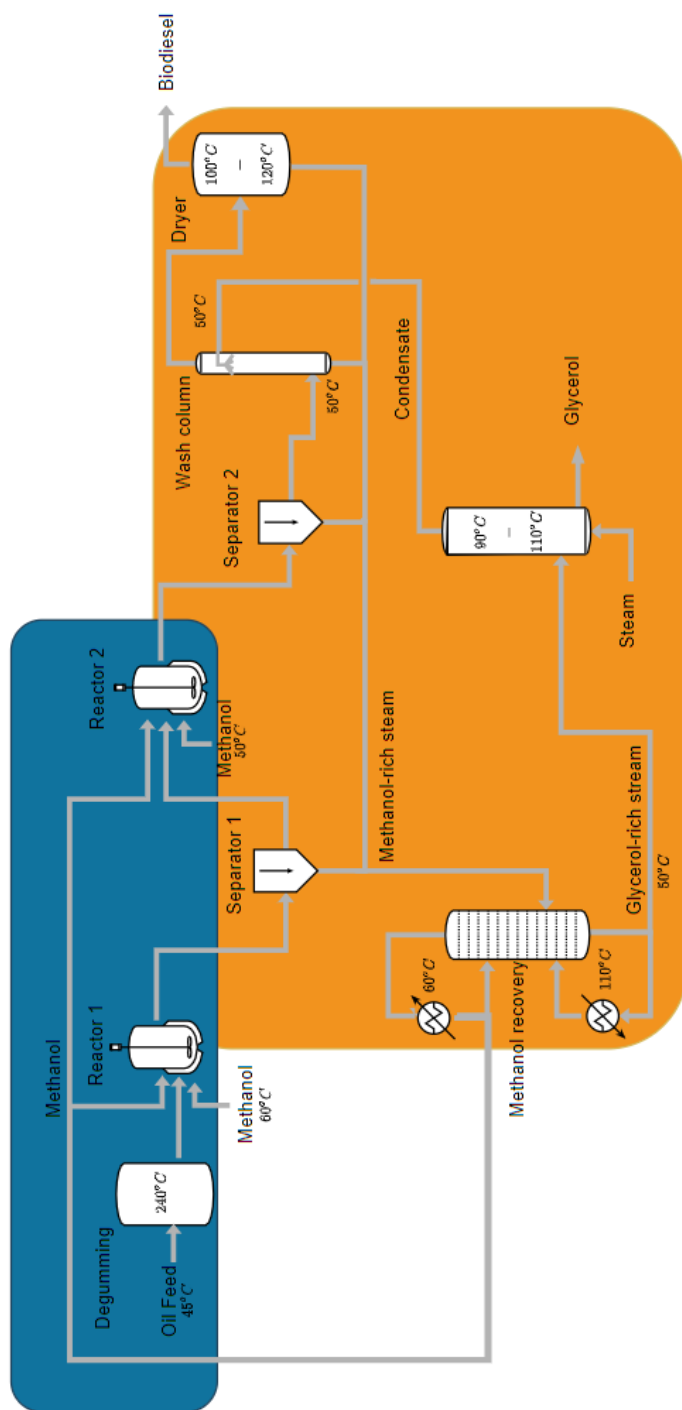 Degumming
240°C
Oil Feed
45°C
Methanol
Reactor 1
Methanol
60°C
Separator 1
Reactor 2
Methanol
50°C
Separator 2
Wash column
50°C
50°C
Dryer
100°C
–
120°C
Biodiesel
Methanol-rich steam
Condensate
Methanol recovery
60°C
110°C
Glycerol-rich stream
50°C
90°C
–
110°C
Steam
Glycerol